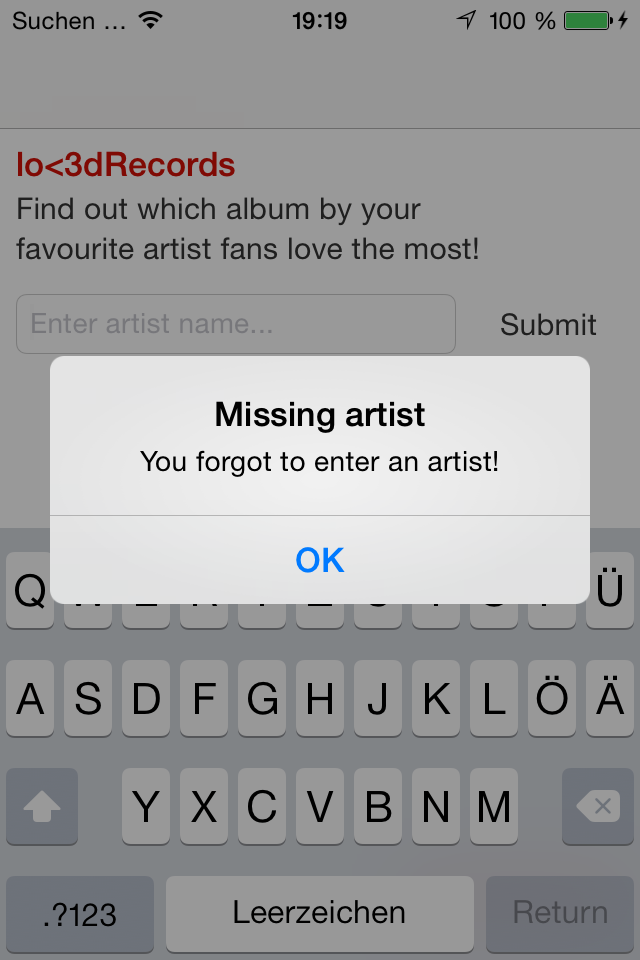 Suchen ... 19:19 100 %
lo<3dRecords
Find out which album by your
favourite artist fans love the most!
Enter artist name... Submit
Missing artist
You forgot to enter an artist!
OK
Q Ü
A S D F G H J K L Ö Ä
Y X C V B N M
.?123 Leerzeichen Return